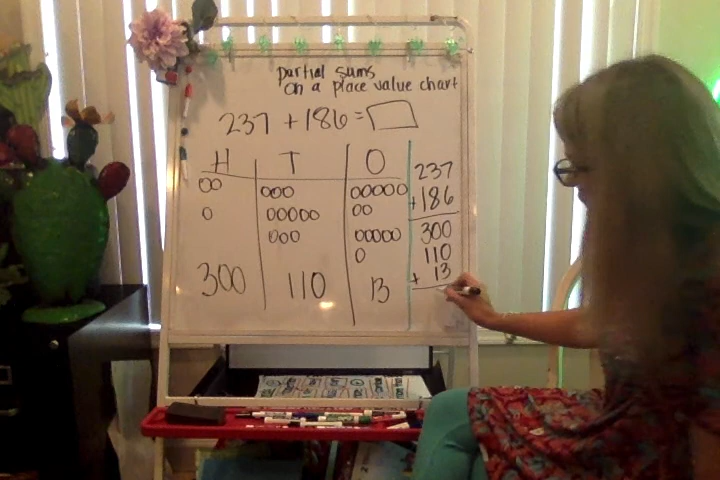 partial sums
on a place value chart
237 + 186 =
H T O
300 110 13
237
+186
300
110
+ 13